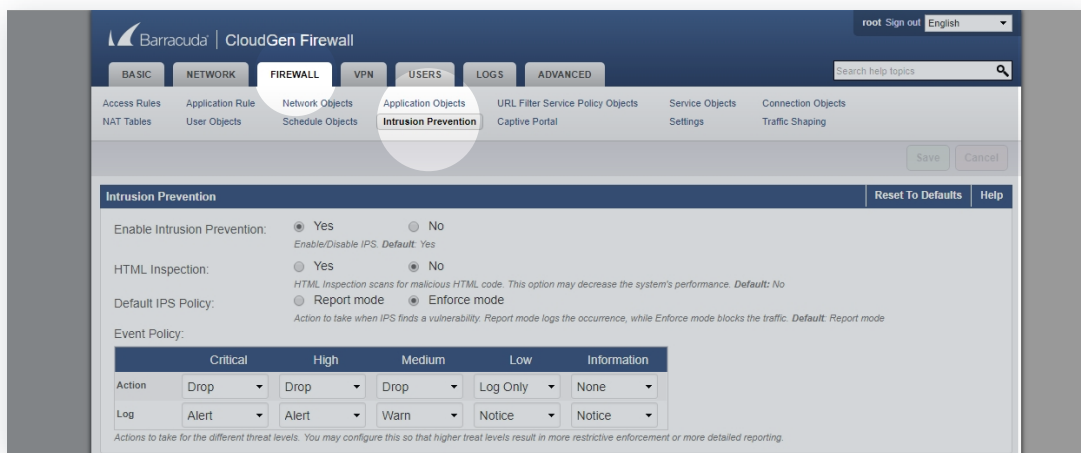 root Sign out English
Barracuda | CloudGen Firewall
BASIC NETWORK FIREWALL VPN USERS LOGS ADVANCED Search help topics
Access Rules Application Rule Network Objects Application Objects URL Filter Service Policy Objects Service Objects Connection Objects
NAT Tables User Objects Schedule Objects Intrusion Prevention Captive Portal Settings Traffic Shaping
Save Cancel
Intrusion Prevention Reset To Defaults Help
Enable Intrusion Prevention: Yes No
Enable/Disable IPS. Default: Yes
HTML Inspection: Yes No
HTML Inspection scans for malicious HTML code. This option may decrease the system's performance. Default: No
Default IPS Policy: Report mode Enforce mode
Action to take when IPS finds a vulnerability. Report mode logs the occurrence, while Enforce mode blocks the traffic. Default: Report mode
Event Policy:
Critical High Medium Low Information
Action Drop Drop Drop Log Only None
Log Alert Alert Warn Notice Notice
Actions to take for the different threat levels. You may configure this so that higher treat levels result in more restrictive enforcement or more detailed reporting.